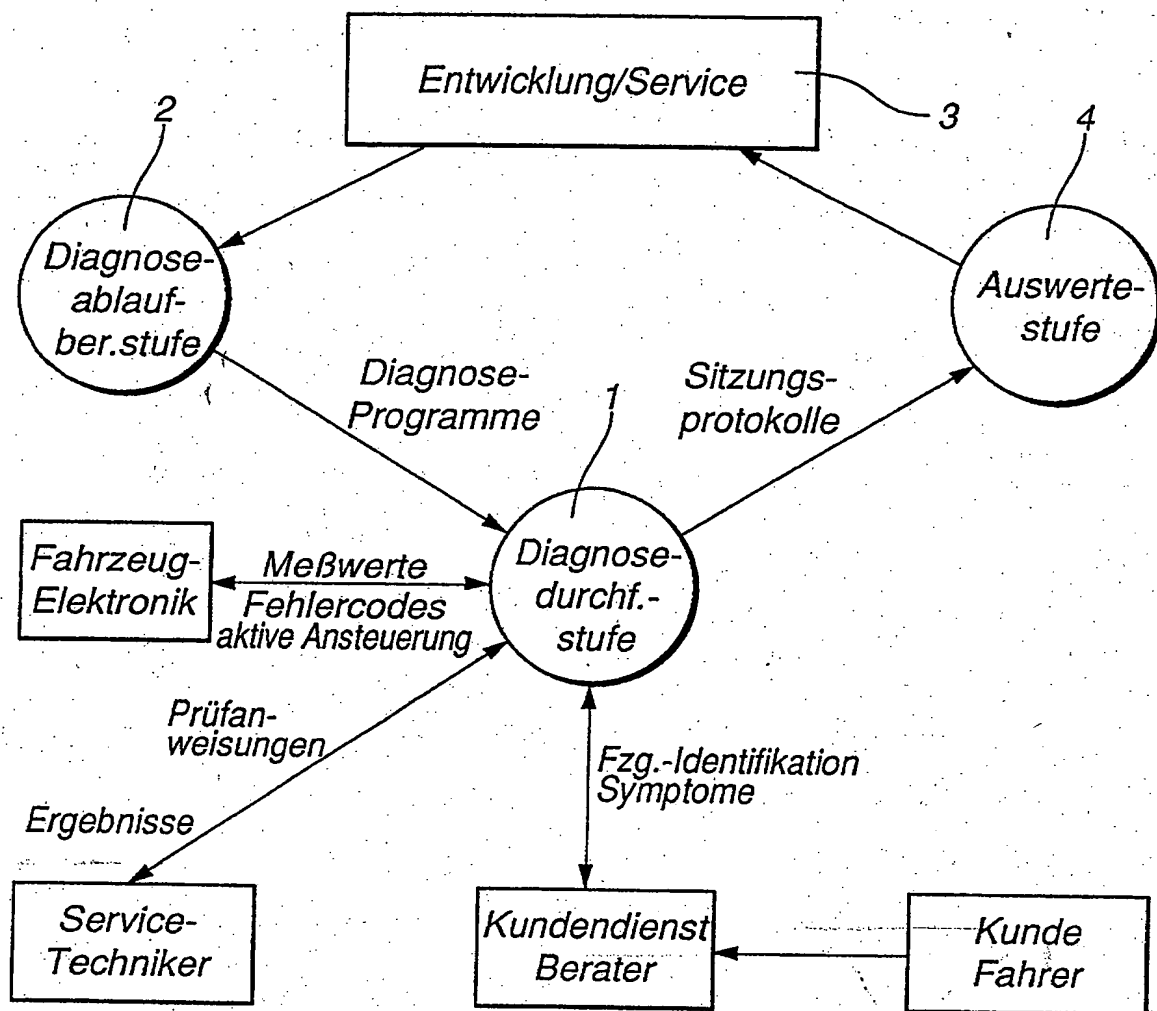 Entwicklung/Service
3
2
4
Diagnose-
ablauf-
ber.stufe
Auswerte-
stufe
Diagnose-
Programme
1
Sitzungs-
protokolle
Fahrzeug-
Elektronik
Meßwerte
Fehlercodes
aktive Ansteuerung
Diagnose-
durchf.-
stufe
Prüfan-
weisungen
Fzg.-Identifikation
Symptome
Ergebnisse
Service-
Techniker
Kundendienst
Berater
Kunde
Fahrer